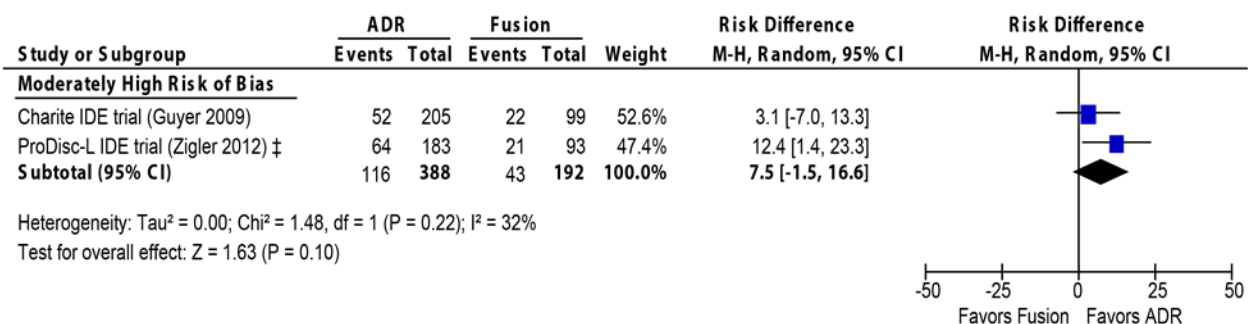 ADR Fusion Risk Difference Risk Difference
Study or Subgroup Events Total Events Total Weight M-H, Random, 95% CI M-H, Random, 95% CI
Moderately High Risk of Bias
Charite IDE trial (Guyer 2009) 52 205 22 99 52.6% 3.1 [-7.0, 13.3]
ProDisc-L IDE trial (Zigler 2012) ‡ 64 183 21 93 47.4% 12.4 [1.4, 23.3]
Subtotal (95% CI) 116 388 43 192 100.0% 7.5 [-1.5, 16.6]
Heterogeneity: Tau² = 0.00; Chi² = 1.48, df = 1 (P = 0.22); I² = 32%
Test for overall effect: Z = 1.63 (P = 0.10)
-50 -25 0 25 50
Favors Fusion Favors ADR